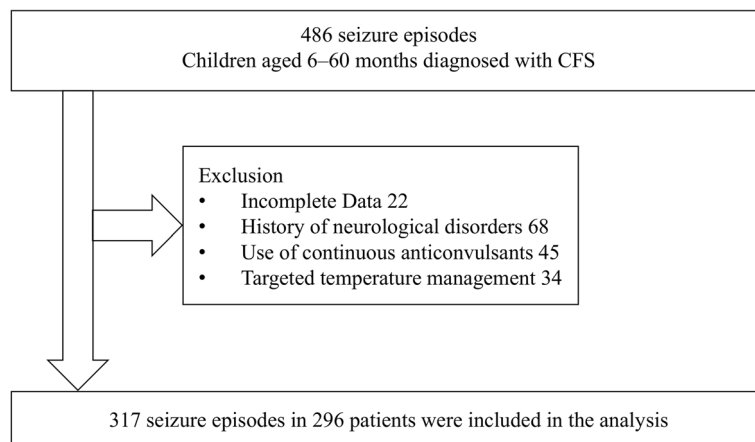 486 seizure episodes
Children aged 6–60 months diagnosed with CFS
Exclusion
• Incomplete Data 22
• History of neurological disorders 68
• Use of continuous anticonvulsants 45
• Targeted temperature management 34
317 seizure episodes in 296 patients were included in the analysis